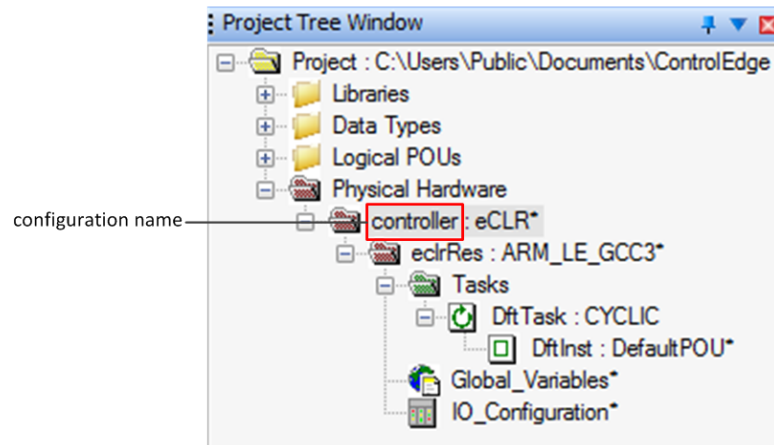 Project Tree Window
Project : C:\Users\Public\Documents\ControlEdge
Libraries
Data Types
Logical POUs
Physical Hardware
configuration name
controller : eCLR*
eclrRes : ARM_LE_GCC3*
Tasks
DftTask : CYCLIC
DftInst : DefaultPOU*
Global_Variables*
IO_Configuration*